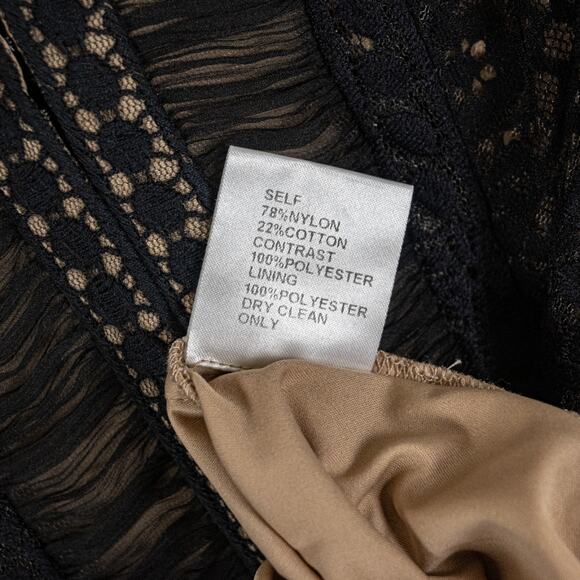 SELF
78%NYLON
22%COTTON
CONTRAST
100%POLYESTER
LINING
100%POLYESTER
DRY CLEAN
ONLY